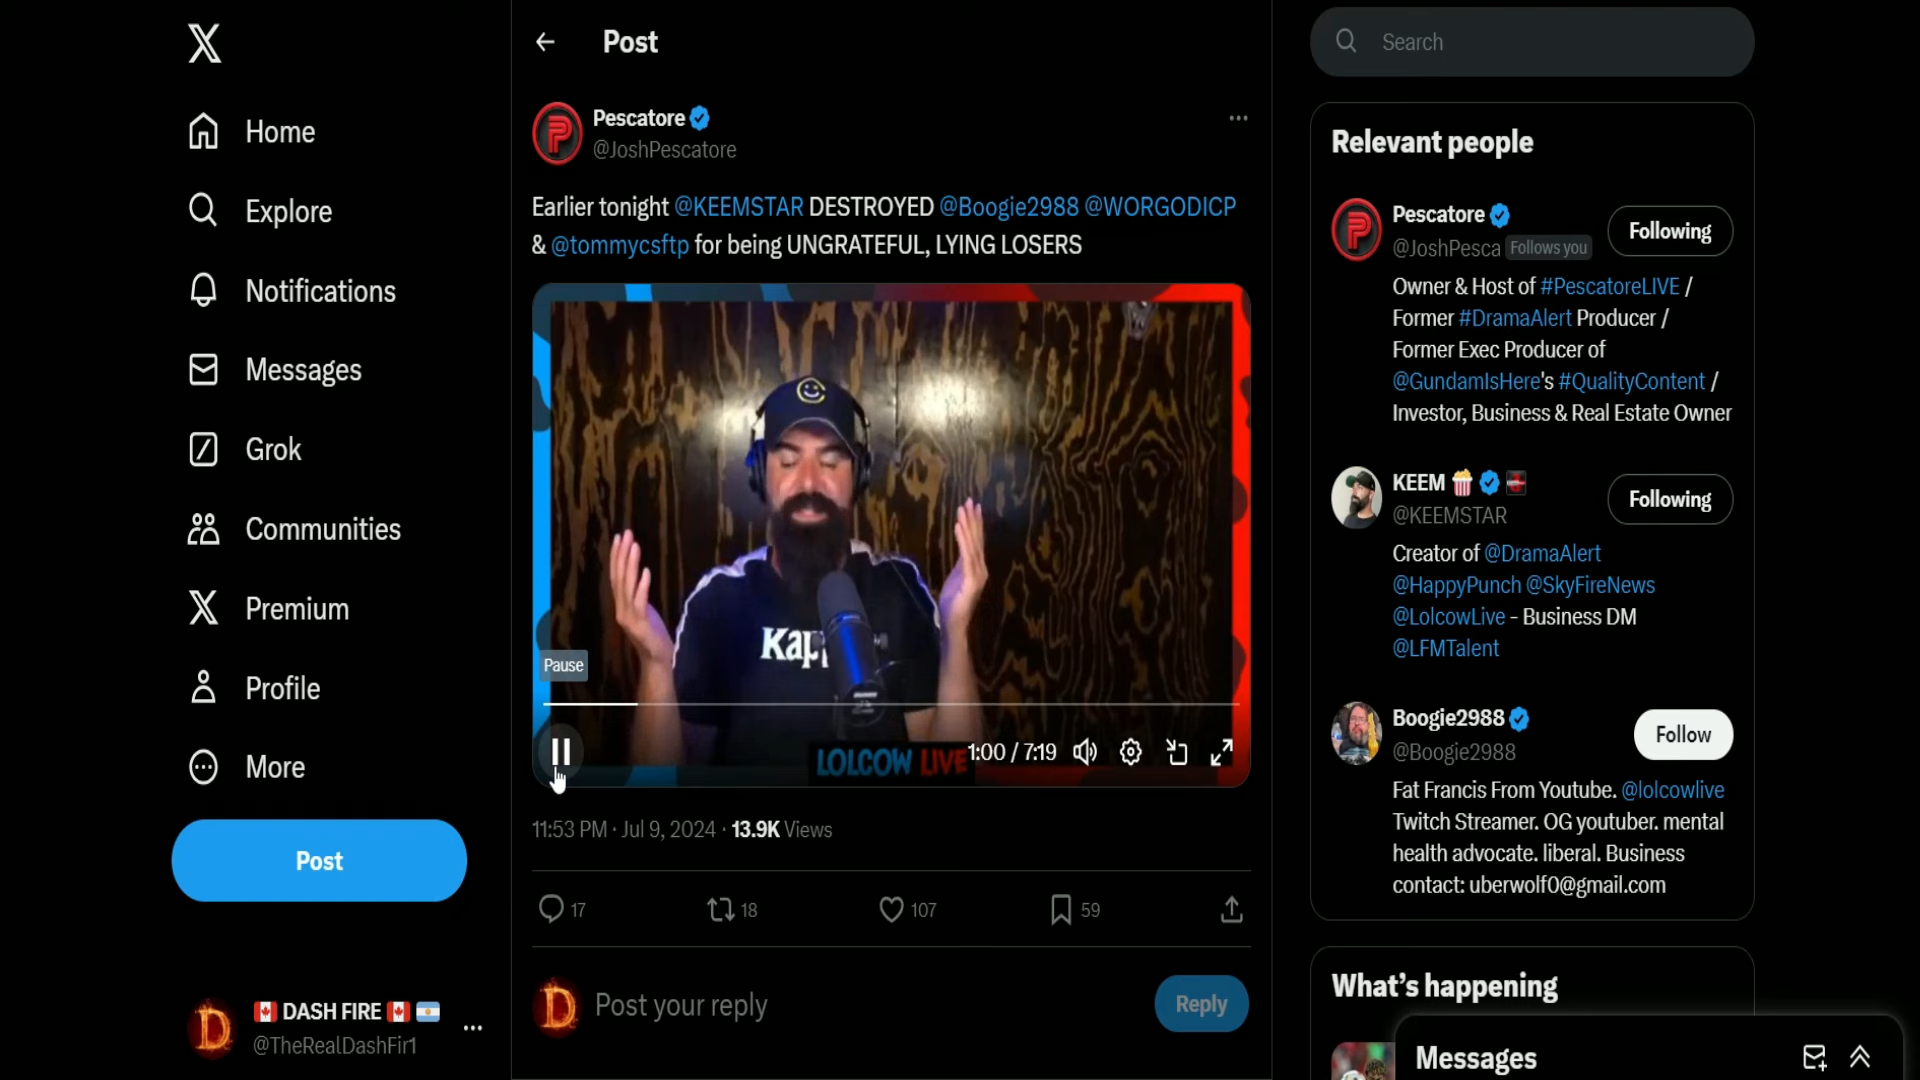 Home
Explore
Notifications
Messages
Grok
Communities
Premium
Profile
More
Post
DASH FIRE
@TheRealDashFir1
Post
Pescatore
@JoshPescatore
Earlier tonight @KEEMSTAR DESTROYED @Boogie2988 @WORGODICP
& @tommycsftp for being UNGRATEFUL, LYING LOSERS
Pause
LOLCOW LIVE
1:00 / 7:19
11:53 PM · Jul 9, 2024 · 13.9K Views
17
18
107
59
Post your reply
Reply
Search
Relevant people
Pescatore
@JoshPesca Follows you
Following
Owner & Host of #PescatoreLIVE /
Former #DramaAlert Producer /
Former Exec Producer of
@GundamIsHere's #QualityContent /
Investor, Business & Real Estate Owner
KEEM
@KEEMSTAR
Following
Creator of @DramaAlert
@HappyPunch @SkyFireNews
@LolcowLive - Business DM
@LFMTalent
Boogie2988
@Boogie2988
Follow
Fat Francis From Youtube. @lolcowlive
Twitch Streamer. OG youtuber. mental
health advocate. liberal. Business
contact: uberwolf0@gmail.com
What's happening
Messages